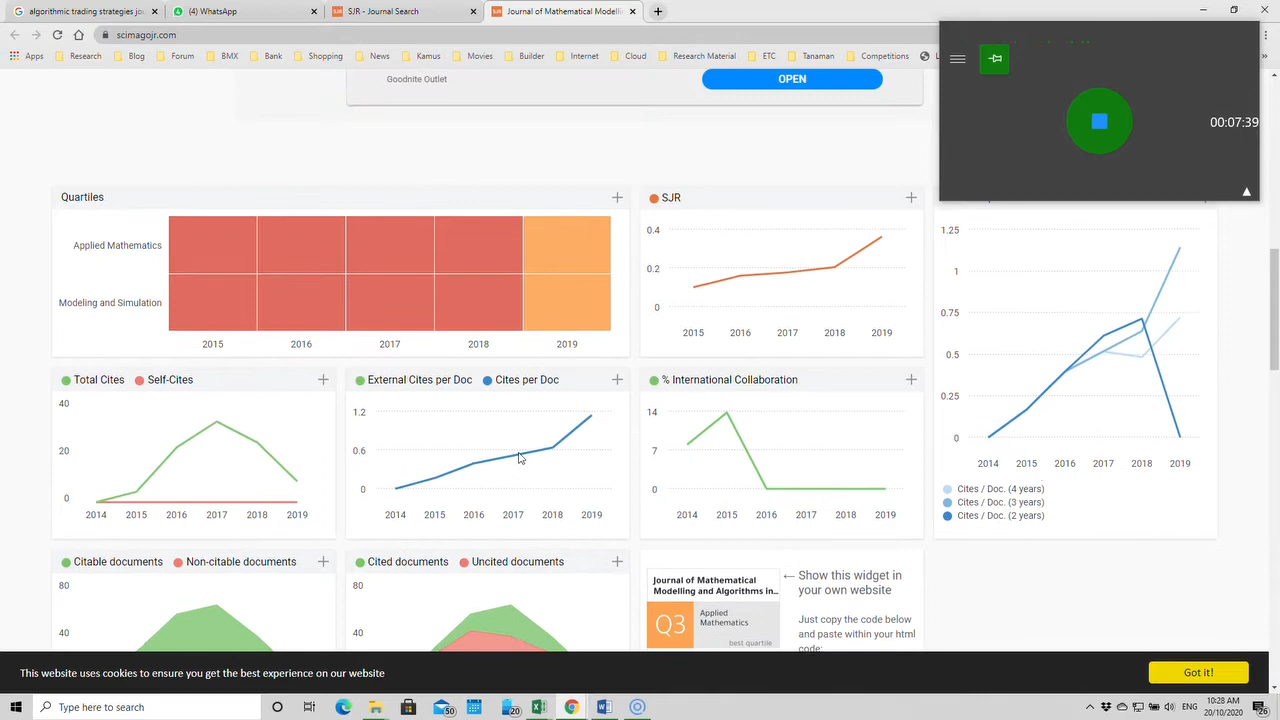 algorithmic trading strategies jou
(4) WhatsApp
SJR - Journal Search
Journal of Mathematical Modelli
scimagojr.com
Apps
Research
Blog
Forum
BMX
Bank
Shopping
News
Kamus
Movies
Builder
Internet
Cloud
Research Material
ETC
Tanaman
Competitions
00:07:39
Goodnite Outlet
OPEN
Quartiles
Applied Mathematics
Modeling and Simulation
2015 2016 2017 2018 2019
SJR
0.4
0.2
0
2015 2016 2017 2018 2019
1.25
1
0.75
0.5
0.25
0
2014 2015 2016 2017 2018 2019
Cites / Doc. (4 years)
Cites / Doc. (3 years)
Cites / Doc. (2 years)
Total Cites Self-Cites
40
20
0
2014 2015 2016 2017 2018 2019
External Cites per Doc Cites per Doc
1.2
0.6
0
2014 2015 2016 2017 2018 2019
% International Collaboration
14
7
0
2014 2015 2016 2017 2018 2019
Citable documents Non-citable documents
80
40
Cited documents Uncited documents
80
40
Journal of Mathematical
Modelling and Algorithms in...
Q3
Applied
Mathematics
best quartile
← Show this widget in
your own website
Just copy the code below
and paste within your html
code:
This website uses cookies to ensure you get the best experience on our website
Got it!
Type here to search
50
20
ENG
10:28 AM
20/10/2020
26